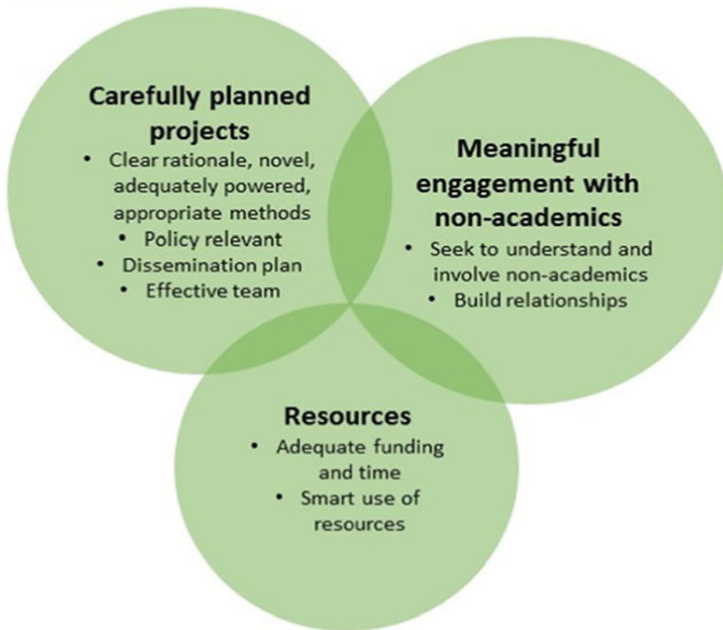 Carefully planned
projects
• Clear rationale, novel,
adequately powered,
appropriate methods
• Policy relevant
• Dissemination plan
• Effective team
Meaningful
engagement with
non-academics
• Seek to understand and
involve non-academics
• Build relationships
Resources
• Adequate funding
and time
• Smart use of
resources